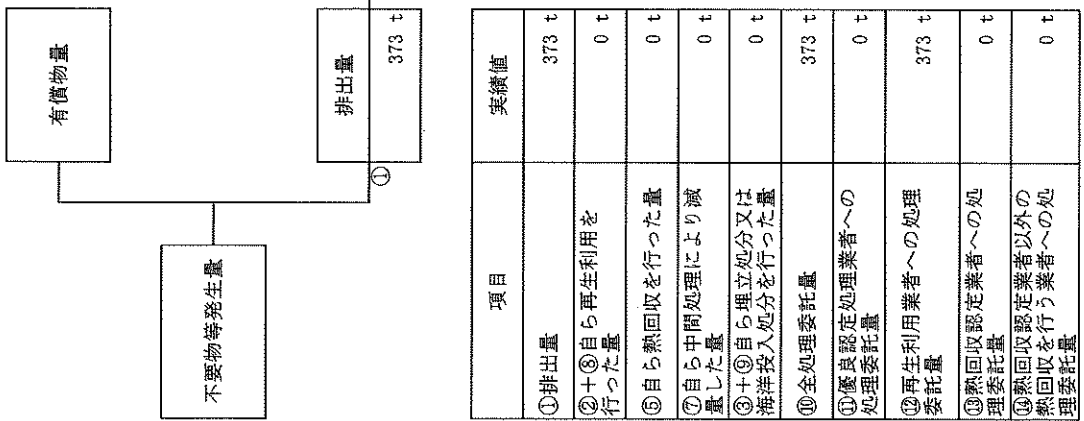 有償物量
不要物等発生量
①
排出量
373 t
項目
実績値
①排出量
373 t
②+⑧自ら再生利用を
行った量
0 t
⑤自ら熱回収を行った量
0 t
⑦自ら中間処理により減
量した量
0 t
③+⑨自ら埋立処分又は
海洋投入処分を行った量
0 t
⑩全処理委託量
373 t
⑪優良認定処理業者への
処理委託量
0 t
⑫再生利用業者への処理
委託量
373 t
⑬熱回収認定業者への処
理委託量
0 t
⑭熱回収認定業者以外の
熱回収を行う業者への処
理委託量
0 t